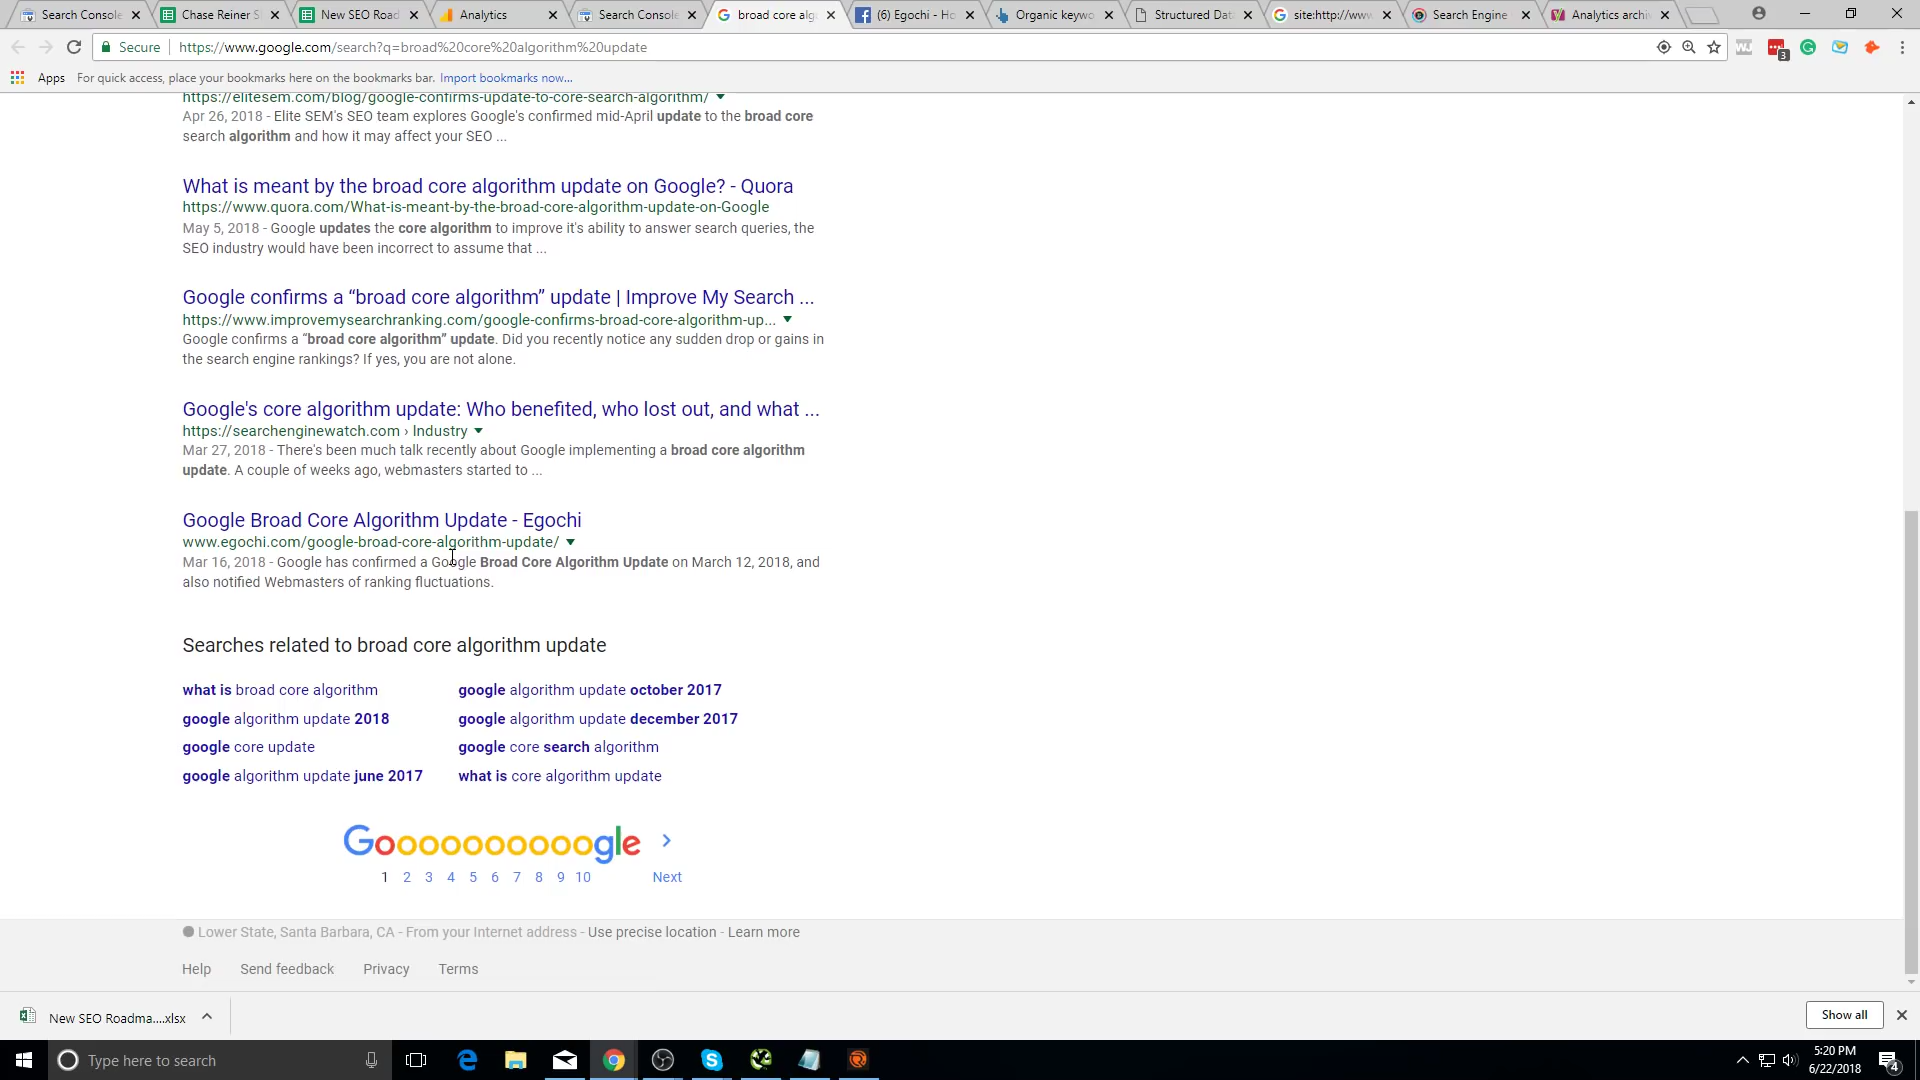 Search Console
Chase Reiner S
New SEO Road
Analytics
Search Console
broad core alg
(6) Egochi - Ho
Organic keywo
Structured Dat
site:http://www
Search Engine
Analytics archi
Secure
https://www.google.com/search?q=broad%20core%20algorithm%20update
3
Apps
For quick access, place your bookmarks here on the bookmarks bar. Import bookmarks now...
https://elitesem.com/blog/google-confirms-update-to-core-search-algorithm/
Apr 26, 2018 - Elite SEM's SEO team explores Google's confirmed mid-April update to the broad core
search algorithm and how it may affect your SEO ...
What is meant by the broad core algorithm update on Google? - Quora
https://www.quora.com/What-is-meant-by-the-broad-core-algorithm-update-on-Google
May 5, 2018 - Google updates the core algorithm to improve it's ability to answer search queries, the
SEO industry would have been incorrect to assume that ...
Google confirms a “broad core algorithm” update | Improve My Search ...
https://www.improvemysearchranking.com/google-confirms-broad-core-algorithm-up...
Google confirms a “broad core algorithm” update. Did you recently notice any sudden drop or gains in
the search engine rankings? If yes, you are not alone.
Google's core algorithm update: Who benefited, who lost out, and what ...
https://searchenginewatch.com › Industry
Mar 27, 2018 - There's been much talk recently about Google implementing a broad core algorithm
update. A couple of weeks ago, webmasters started to ...
Google Broad Core Algorithm Update - Egochi
www.egochi.com/google-broad-core-algorithm-update/
Mar 16, 2018 - Google has confirmed a Google Broad Core Algorithm Update on March 12, 2018, and
also notified Webmasters of ranking fluctuations.
Searches related to broad core algorithm update
what is broad core algorithm
google algorithm update october 2017
google algorithm update 2018
google algorithm update december 2017
google core update
google core search algorithm
google algorithm update june 2017
what is core algorithm update
Goooooooooogle
1 2 3 4 5 6 7 8 9 10 Next
Lower State, Santa Barbara, CA - From your Internet address - Use precise location - Learn more
Help Send feedback Privacy Terms
New SEO Roadma....xlsx
Show all
Type here to search
5:20 PM
6/22/2018
4